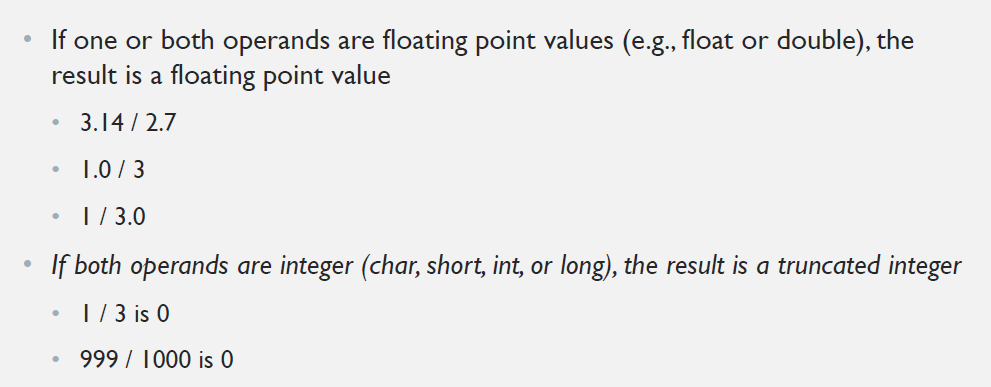 • If one or both operands are floating point values (e.g., float or double), the
result is a floating point value
• 3.14 / 2.7
• 1.0 / 3
• 1 / 3.0
• If both operands are integer (char, short, int, or long), the result is a truncated integer
• 1 / 3 is 0
• 999 / 1000 is 0